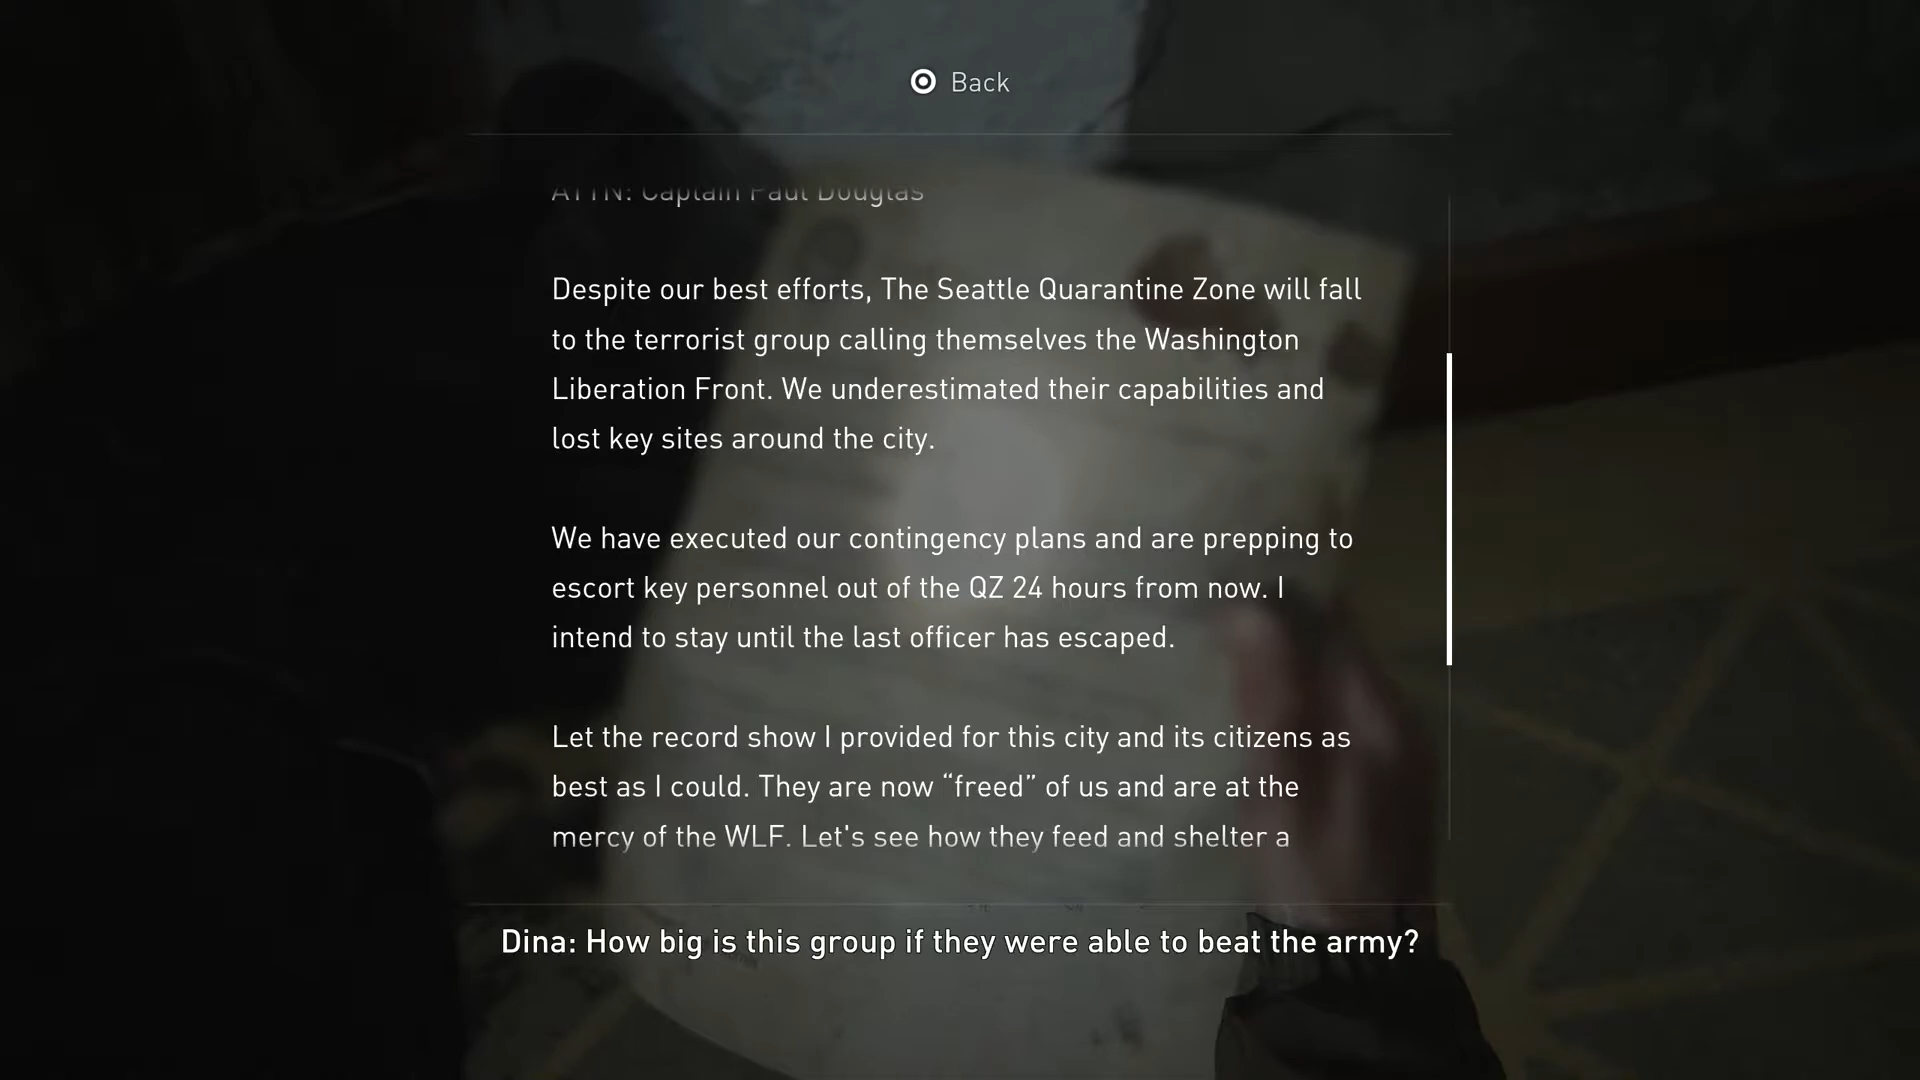 Back
ATTN: Captain Paul Douglas
Despite our best efforts, The Seattle Quarantine Zone will fall
to the terrorist group calling themselves the Washington
Liberation Front. We underestimated their capabilities and
lost key sites around the city.
We have executed our contingency plans and are prepping to
escort key personnel out of the QZ 24 hours from now. I
intend to stay until the last officer has escaped.
Let the record show I provided for this city and its citizens as
best as I could. They are now “freed” of us and are at the
mercy of the WLF. Let's see how they feed and shelter a
Dina: How big is this group if they were able to beat the army?